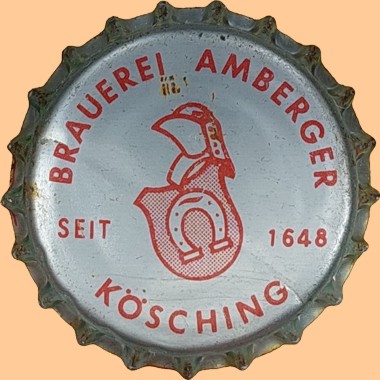 BRAUEREI AMBERGER
SEIT 1648
KÖSCHING